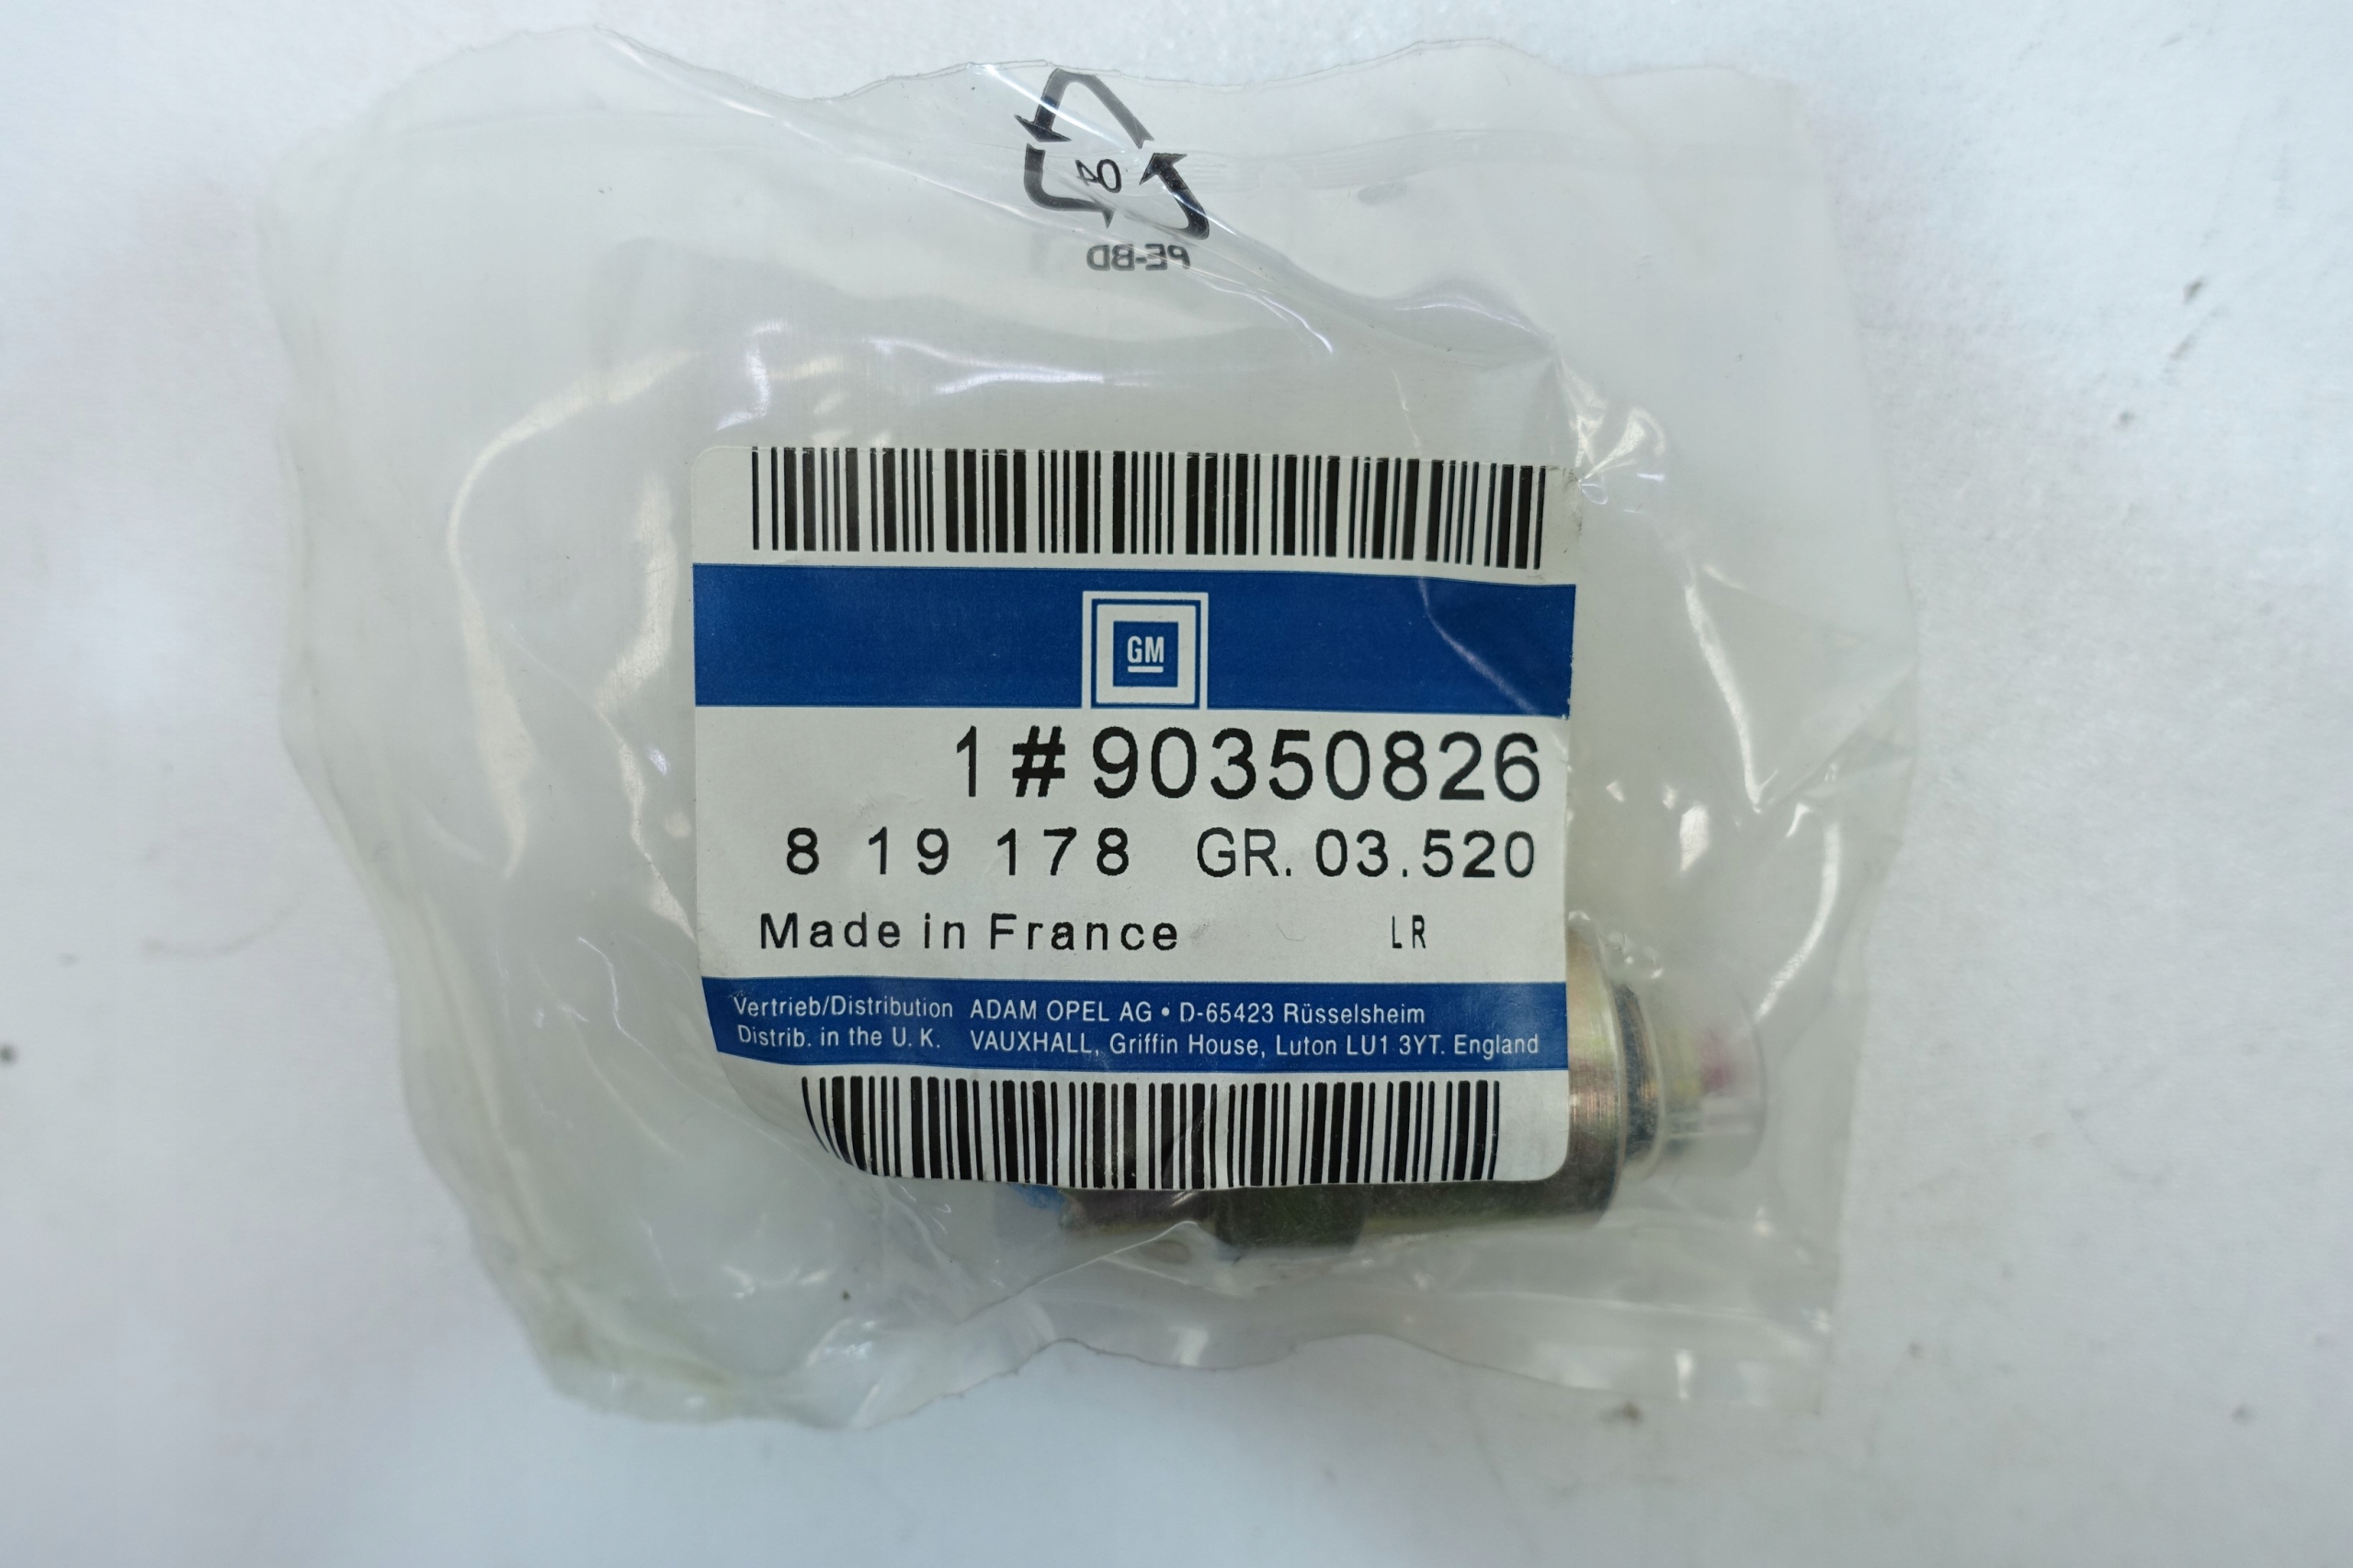 04
PE-BD
GM
1 # 90350826
8 19 178 GR. 03.520
Made in France LR
Vertrieb/Distribution ADAM OPEL AG • D-65423 Rüsselsheim
Distrib. in the U. K. VAUXHALL, Griffin House, Luton LU1 3YT. England